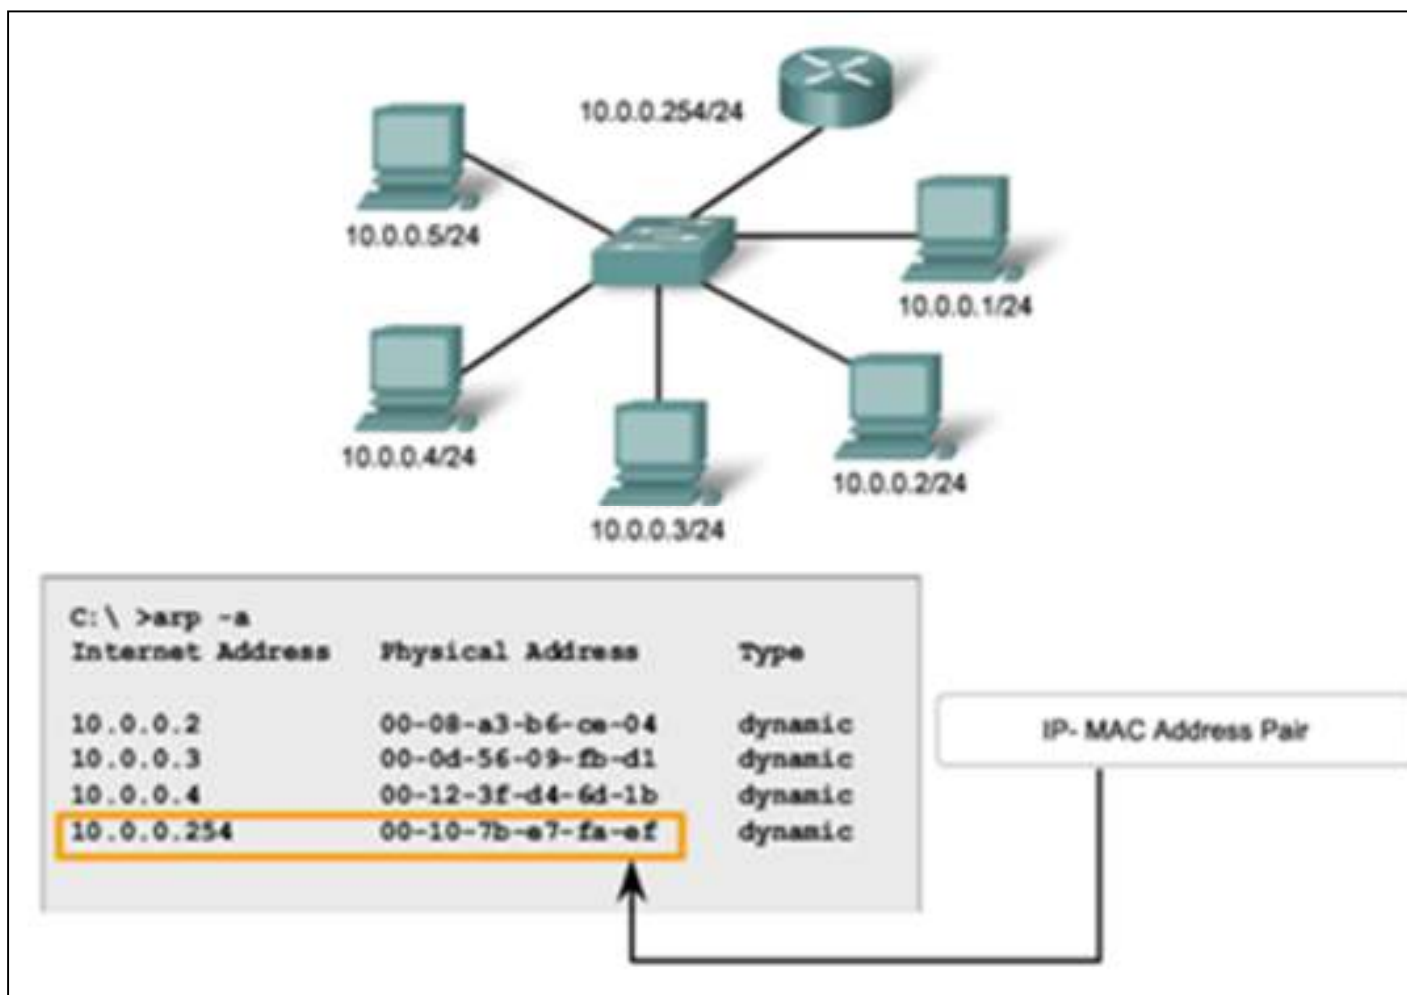 10.0.0.254/24
10.0.0.5/24
10.0.0.1/24
10.0.0.4/24
10.0.0.2/24
10.0.0.3/24
C:\ >arp -a
Internet Address Physical Address Type
10.0.0.2 00-08-a3-b6-ce-04 dynamic
10.0.0.3 00-0d-56-09-fb-d1 dynamic
10.0.0.4 00-12-3f-d4-6d-1b dynamic
10.0.0.254 00-10-7b-e7-fa-ef dynamic
IP- MAC Address Pair